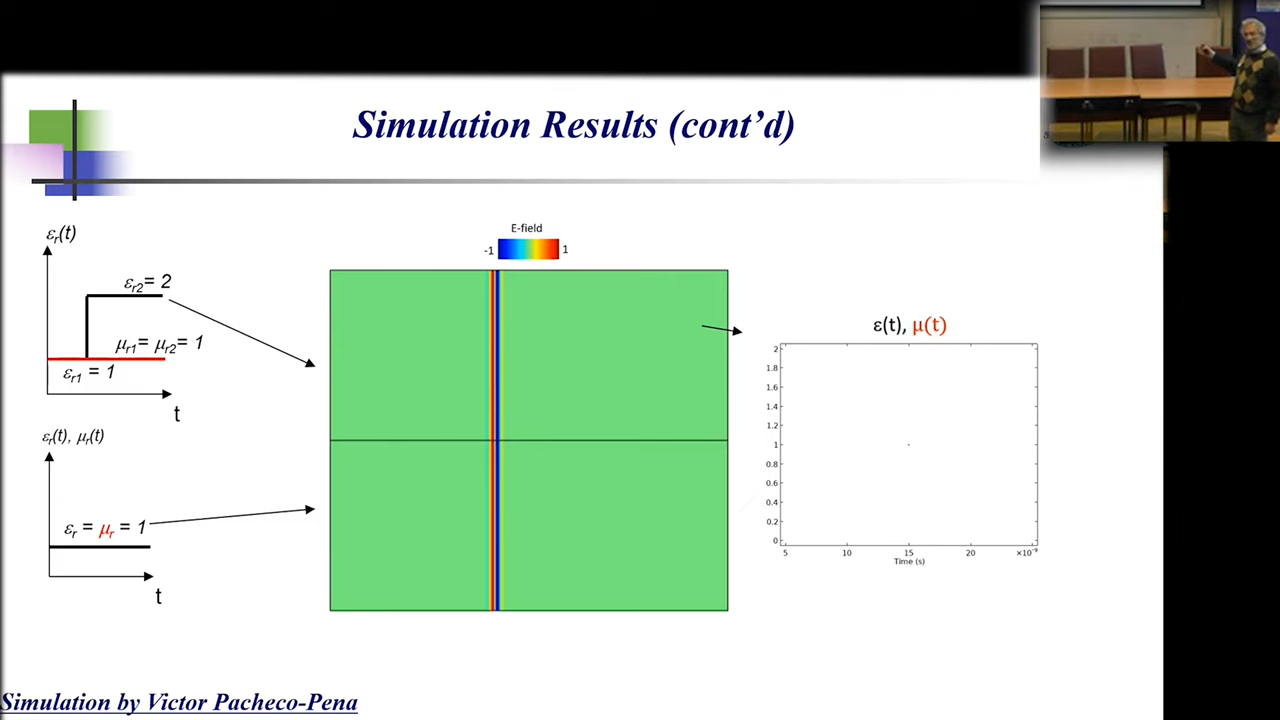 Simulation Results (cont’d)
εr(t)
εr2= 2
μr1= μr2= 1
εr1 = 1
t
εr(t), μr(t)
εr = μr = 1
t
E-field
-1 1
ε(t), μ(t)
2
1.8
1.6
1.4
1.2
1
0.8
0.6
0.4
0.2
0
5 10 15 20 ×10⁻⁹
Time (s)
Simulation by Victor Pacheco-Pena